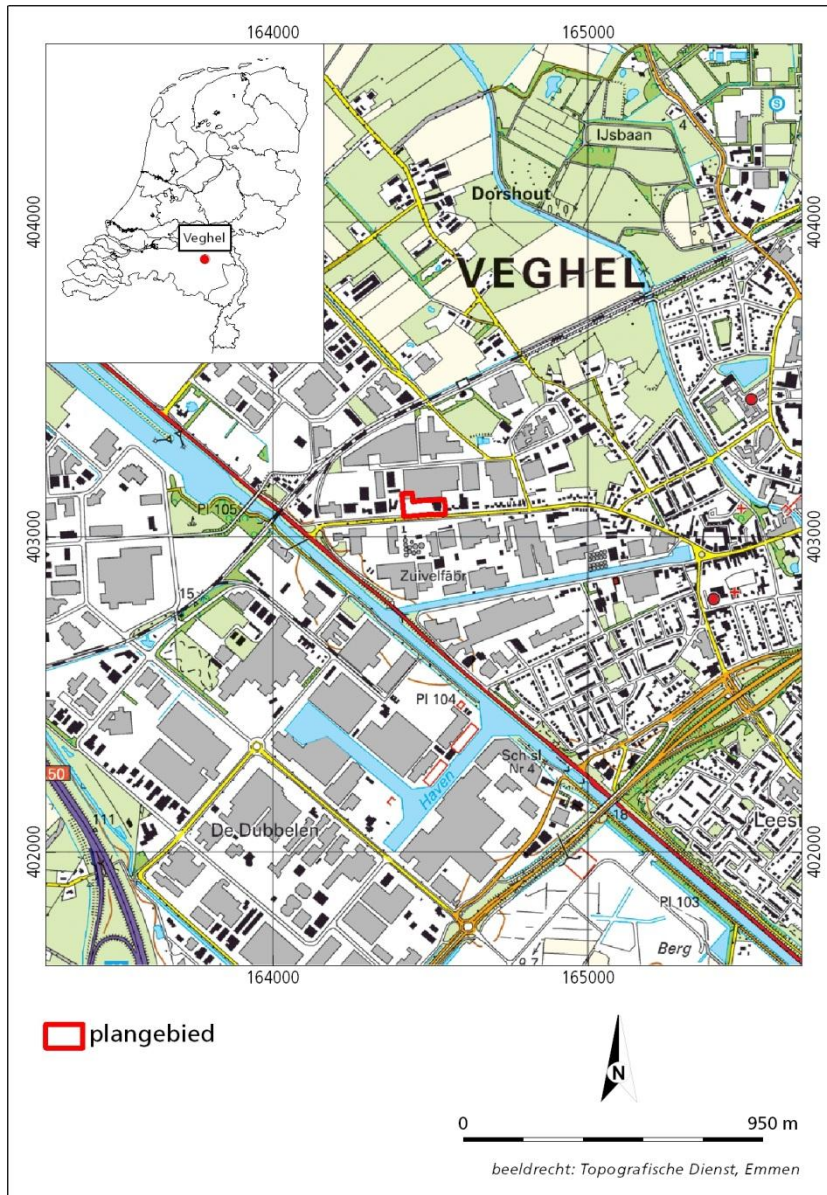 164000
165000
Veghel
IJsbaan
4
S
Dorshout
404000
404000
VEGHEL
Pl 105
403000
403000
Zuivelfabr
15
Pl 104
Sch.sl.
Nr 4
Haven
50
111
De Dubbelen
18
Leest
402000
402000
Pl 103
Berg
9.7
164000
165000
plangebied
N
0
950 m
beeldrecht: Topografische Dienst, Emmen